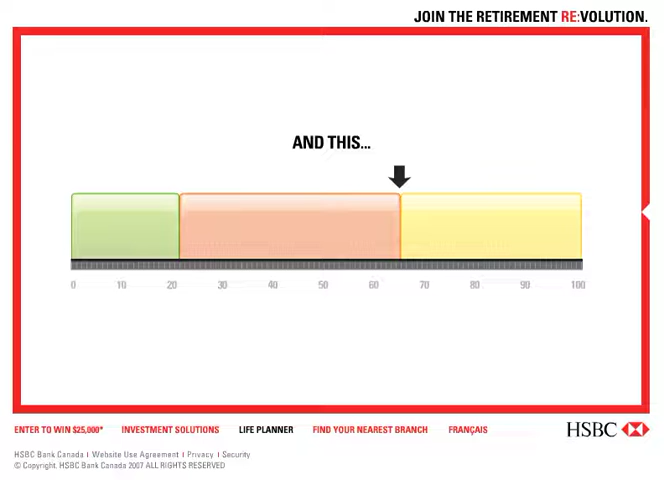 JOIN THE RETIREMENT RE:VOLUTION.
AND THIS...
0 10 20 30 40 50 60 70 80 90 100
ENTER TO WIN $25,000* INVESTMENT SOLUTIONS LIFE PLANNER FIND YOUR NEAREST BRANCH FRANÇAIS HSBC
HSBC Bank Canada | Website Use Agreement | Privacy | Security
© Copyright. HSBC Bank Canada 2007 ALL RIGHTS RESERVED